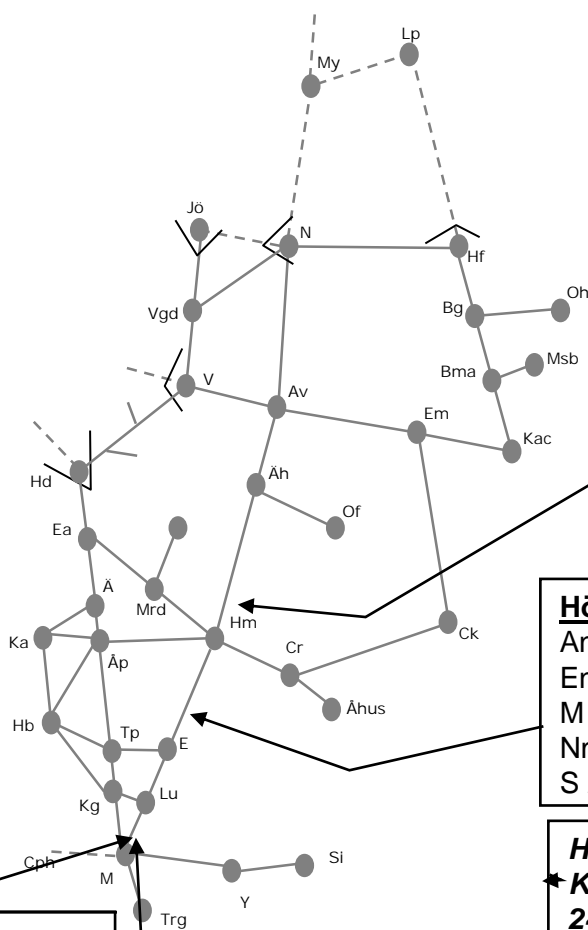 Lp
My
Jö
N
Hf
Oh
Vgd
Bg
Msb
Bma
V
Av
Em
Kac
Hd
Äh
Of
Ea
Ä
Mrd
Hm
Ck
Ka
Åp
Cr
Åhus
Hb
Tp
E
Kg
Lu
Cph
M
Si
Y
Trg
M
S
K